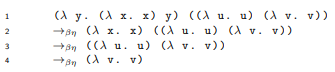 1 (λ y. (λ x. x) y) ((λ u. u) (λ v. v))
2 →βη (λ x. x) ((λ u. u) (λ v. v))
3 →βη ((λ u. u) (λ v. v))
4 →βη (λ v. v)